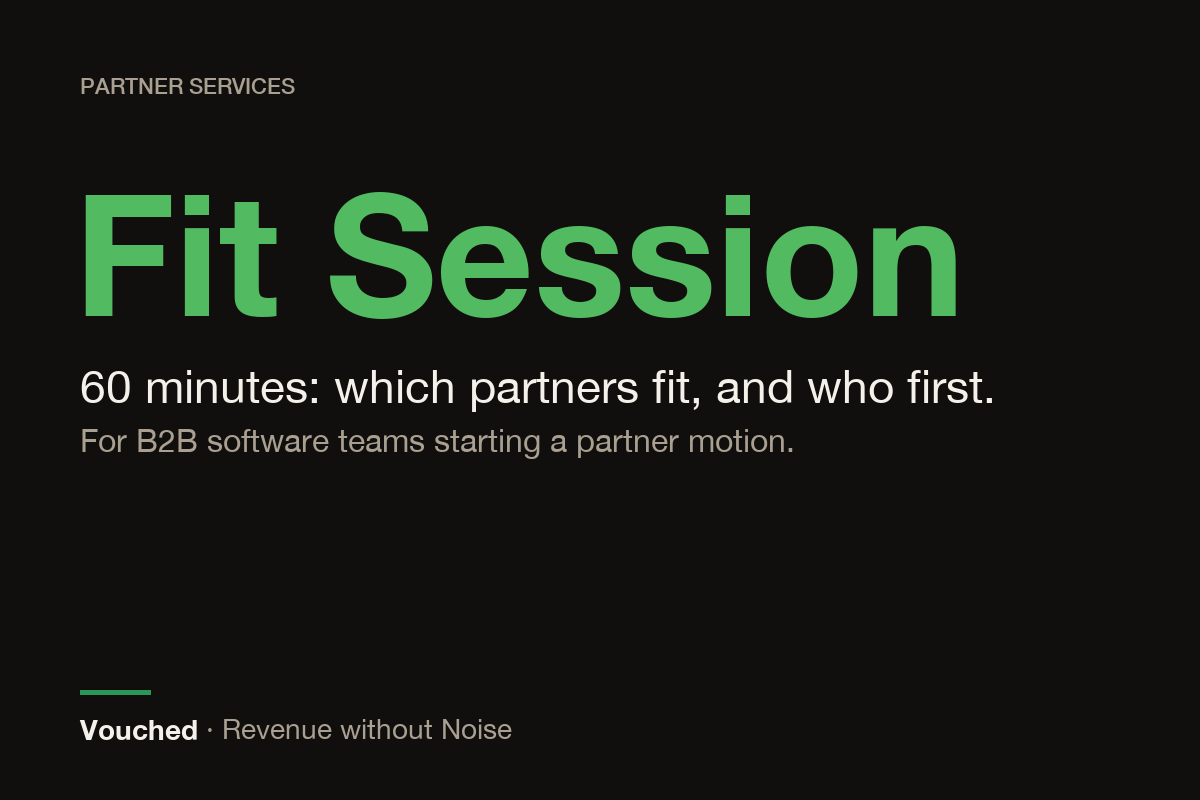 PARTNER SERVICES
Fit Session
60 minutes: which partners fit, and who first.
For B2B software teams starting a partner motion.
Vouched · Revenue without Noise